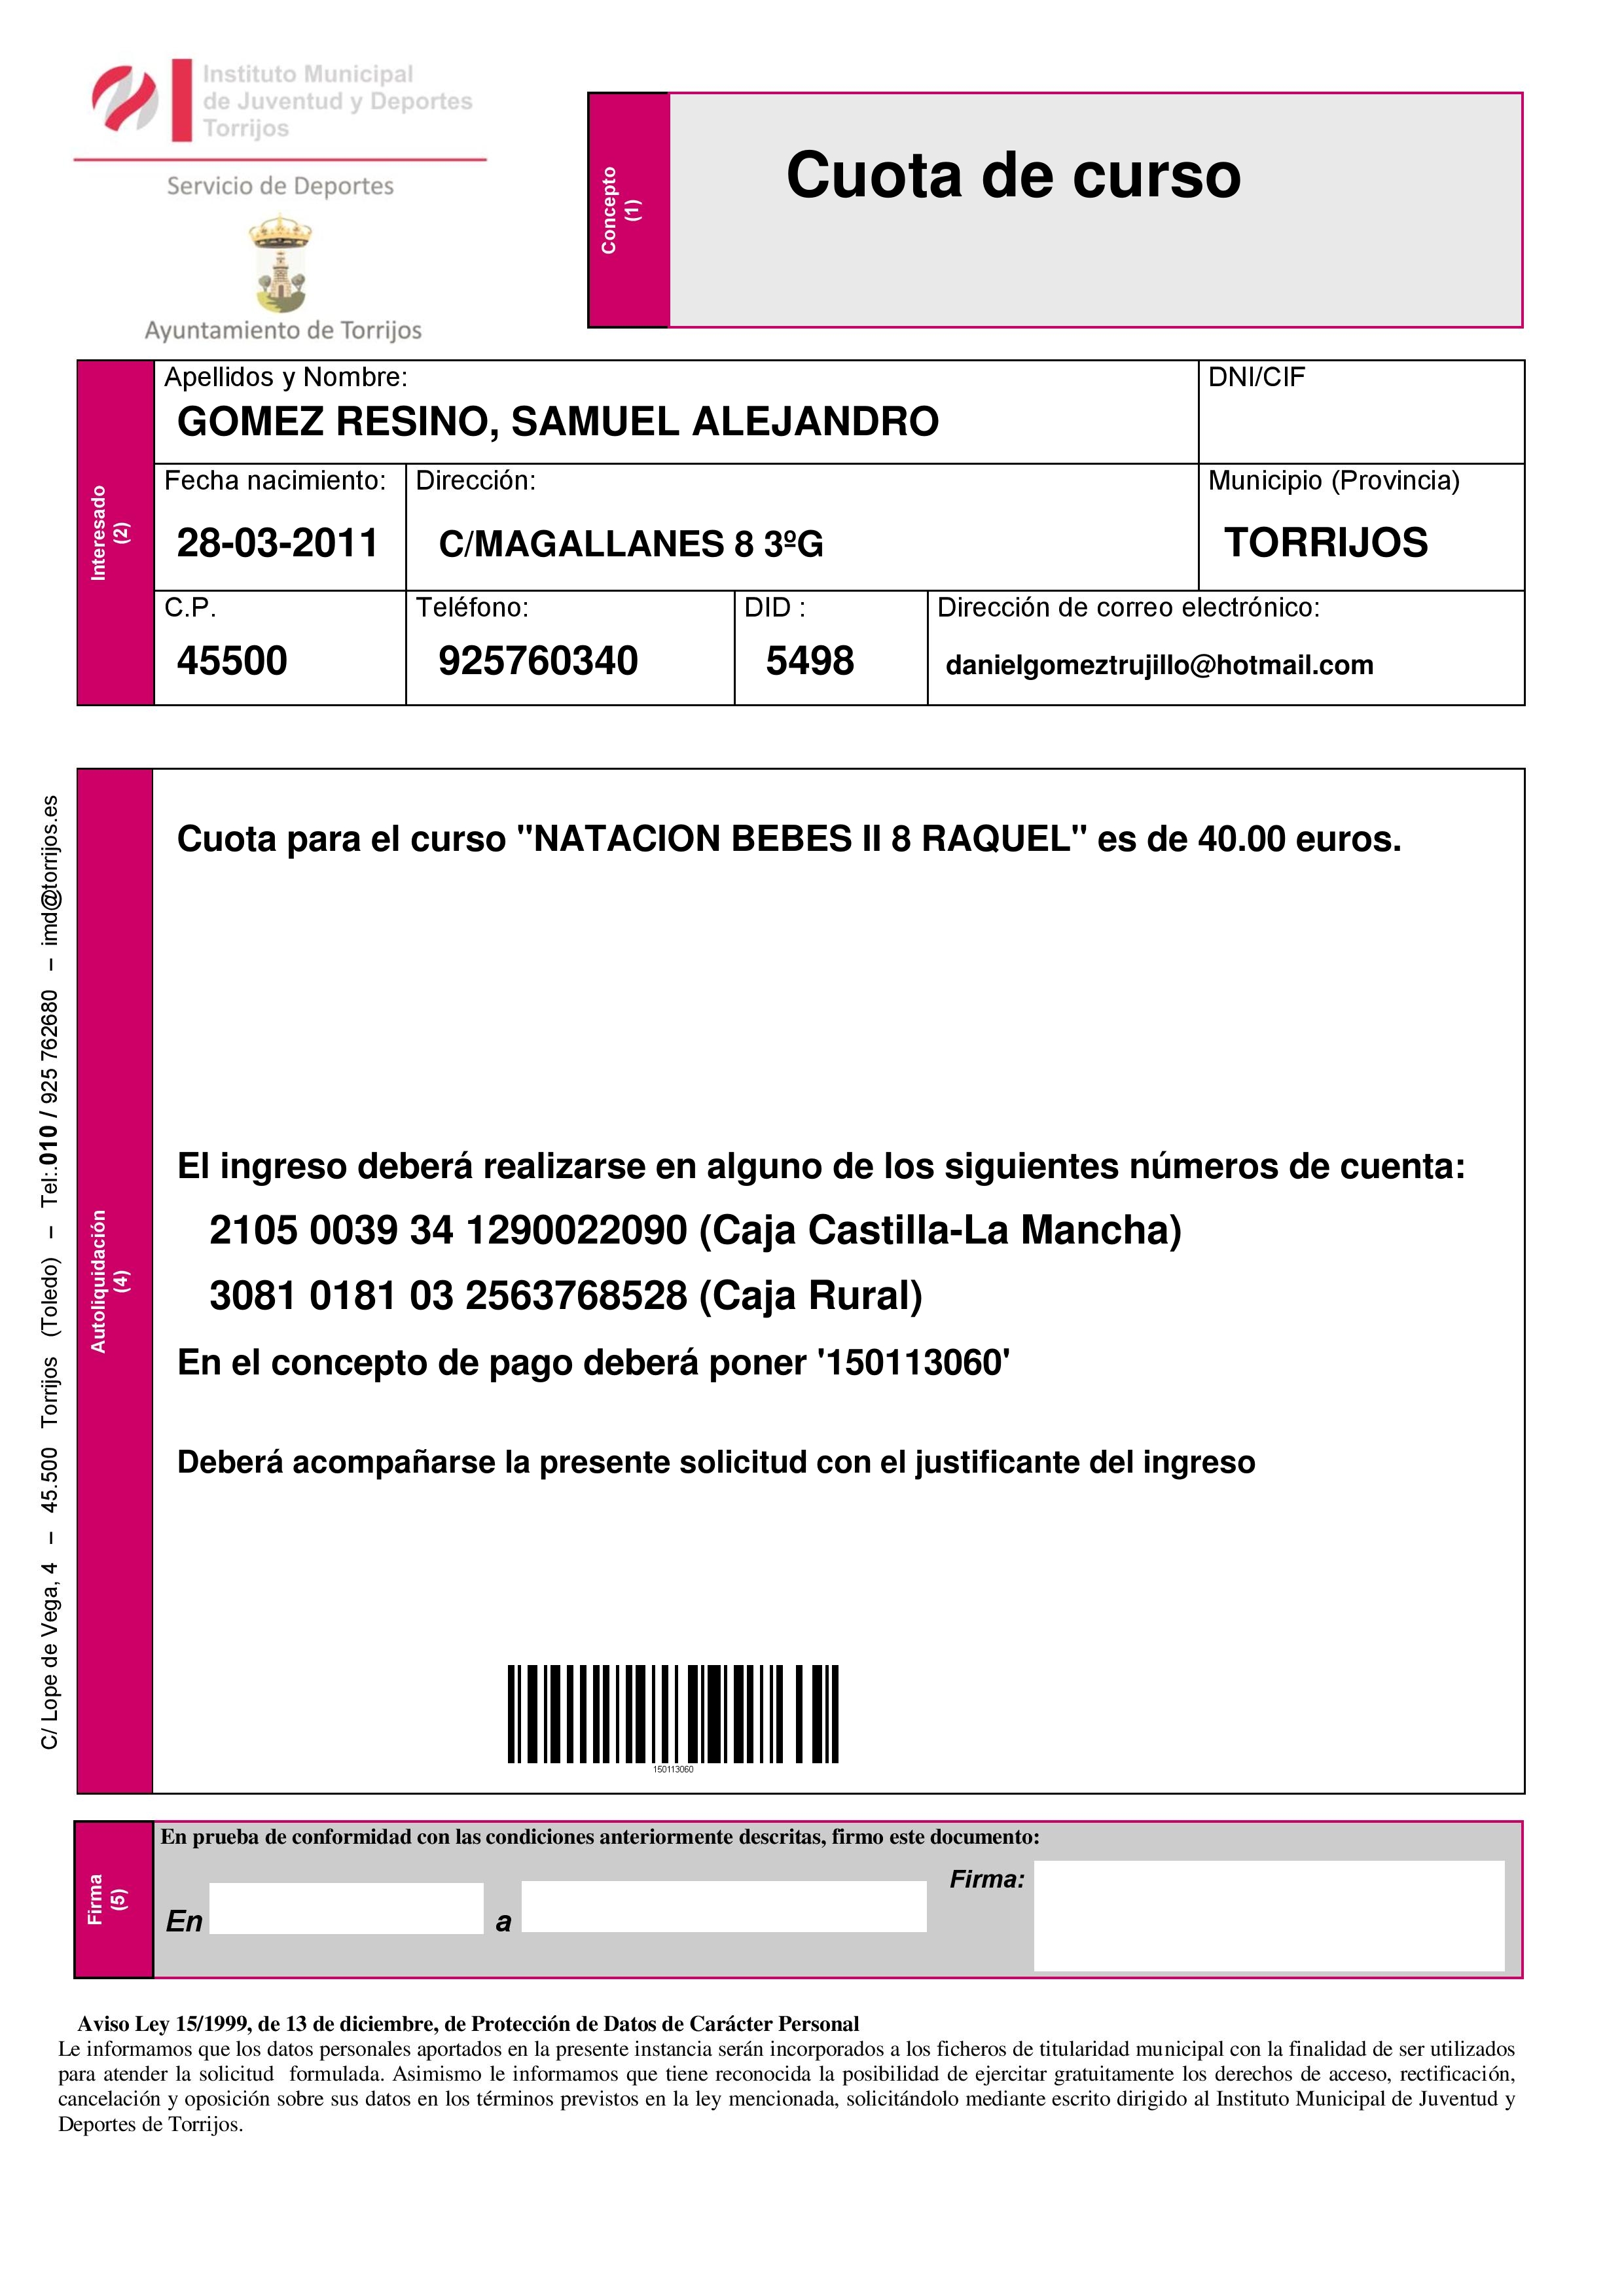 Instituto Municipal
de Juventud y Deportes
Torrijos
Servicio de Deportes
Ayuntamiento de Torrijos
Concepto
(1)
Cuota de curso
Interesado
(2)
Apellidos y Nombre:
GOMEZ RESINO, SAMUEL ALEJANDRO
DNI/CIF
Fecha nacimiento:
28-03-2011
Dirección:
C/MAGALLANES 8 3ºG
Municipio (Provincia)
TORRIJOS
C.P.
45500
Teléfono:
925760340
DID :
5498
Dirección de correo electrónico:
danielgomeztrujillo@hotmail.com
C/ Lope de Vega, 4 – 45.500 Torrijos (Toledo) – Tel:.010 / 925 762680 – imd@torrijos.es
Autoliquidación
(4)
Cuota para el curso "NATACION BEBES II 8 RAQUEL" es de 40.00 euros.
El ingreso deberá realizarse en alguno de los siguientes números de cuenta:
2105 0039 34 1290022090 (Caja Castilla-La Mancha)
3081 0181 03 2563768528 (Caja Rural)
En el concepto de pago deberá poner '150113060'
Deberá acompañarse la presente solicitud con el justificante del ingreso
150113060
Firma
(5)
En prueba de conformidad con las condiciones anteriormente descritas, firmo este documento:
En
a
Firma:
Aviso Ley 15/1999, de 13 de diciembre, de Protección de Datos de Carácter Personal
Le informamos que los datos personales aportados en la presente instancia serán incorporados a los ficheros de titularidad municipal con la finalidad de ser utilizados
para atender la solicitud formulada. Asimismo le informamos que tiene reconocida la posibilidad de ejercitar gratuitamente los derechos de acceso, rectificación,
cancelación y oposición sobre sus datos en los términos previstos en la ley mencionada, solicitándolo mediante escrito dirigido al Instituto Municipal de Juventud y
Deportes de Torrijos.